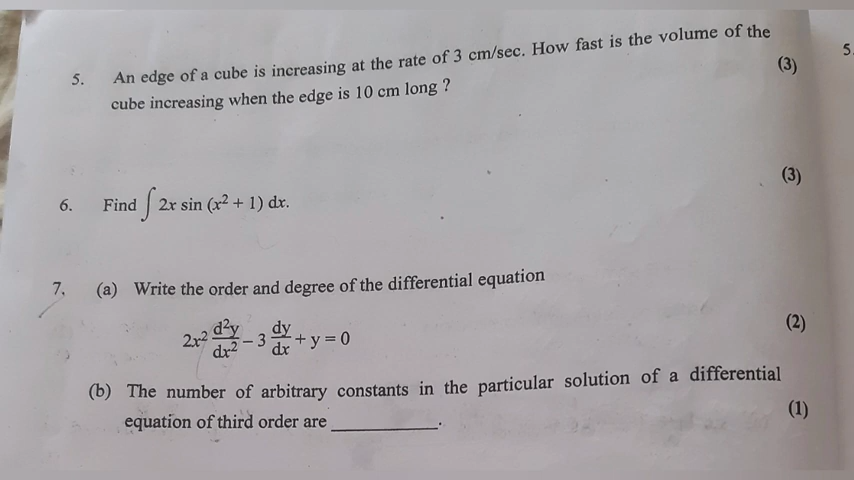 5. An edge of a cube is increasing at the rate of 3 cm/sec. How fast is the volume of the
cube increasing when the edge is 10 cm long ? (3)
6. Find ∫ 2x sin (x² + 1) dx. (3)
7. (a) Write the order and degree of the differential equation
2x² d²y/dx² – 3 dy/dx + y = 0 (2)
(b) The number of arbitrary constants in the particular solution of a differential
equation of third order are __________. (1)
5.